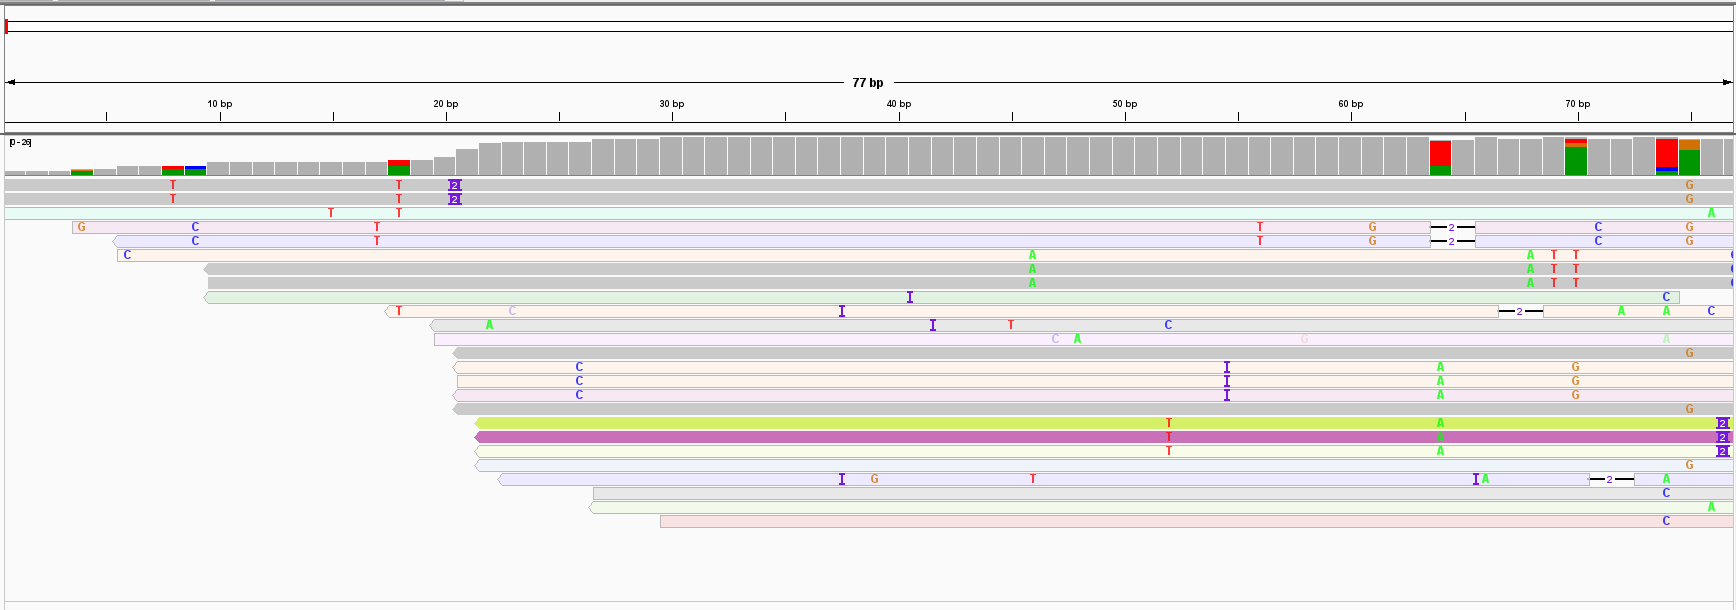 77 bp
10 bp 20 bp 30 bp 40 bp 50 bp 60 bp 70 bp
[0-26]
T T 2 G
T T 2 G
T T A
G C T T G 2 C G
C T T G 2 C G
C A A T T
A A T T
A A T T
I C
T C I 2 A A C
A I T C
C A G A
G
C I A G
C I A G
C I A G
G
T A 2
T A 2
T A 2
G
I G T I A 2 A
C
A
C